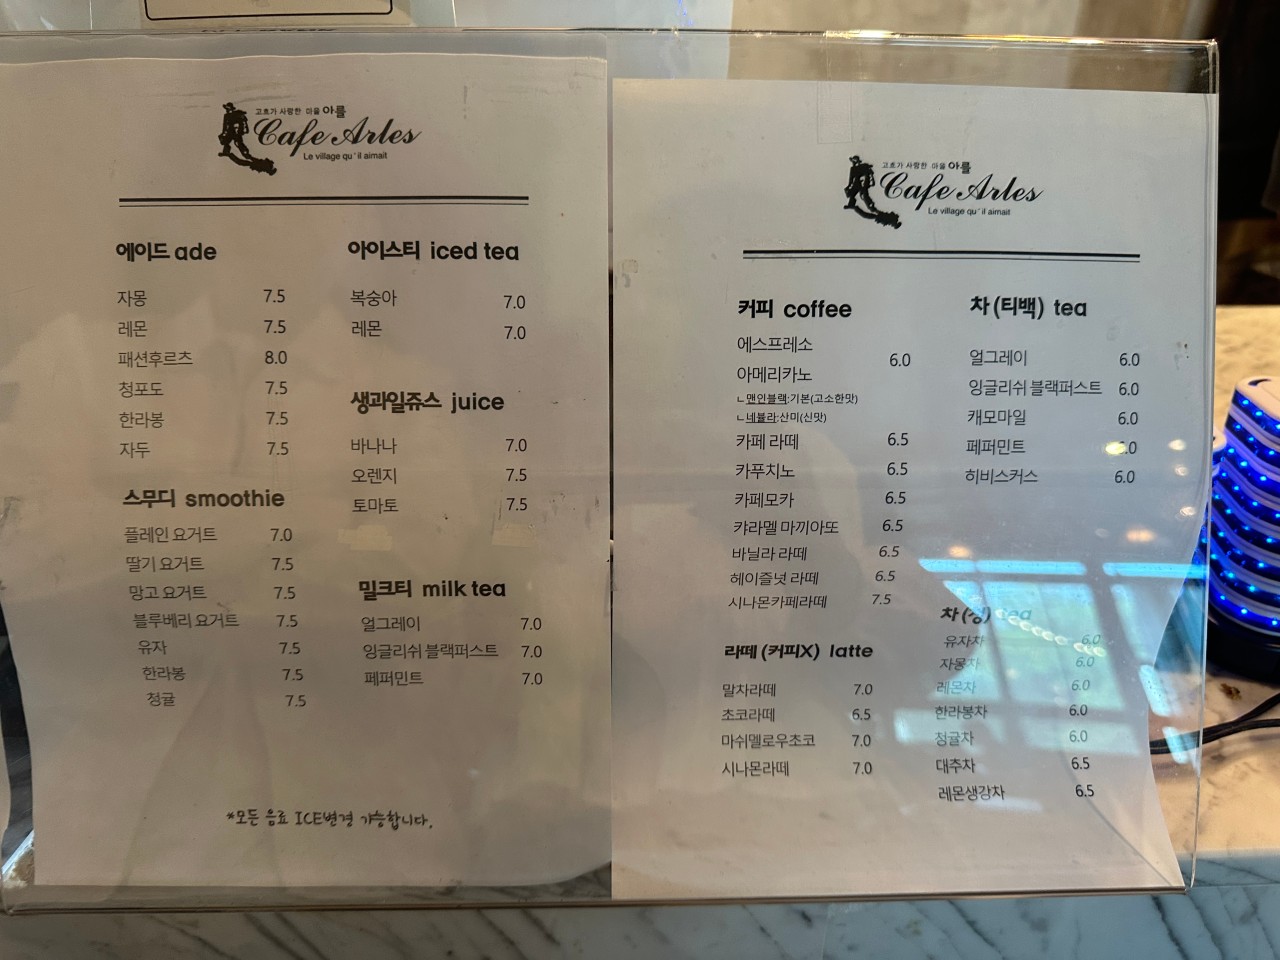 고흐가 사랑한 마을 아를
Cafe Arles
Le village qu'il aimait
에이드 ade
자몽 7.5
레몬 7.5
패션후르츠 8.0
청포도 7.5
한라봉 7.5
자두 7.5
스무디 smoothie
플레인 요거트 7.0
딸기 요거트 7.5
망고 요거트 7.5
블루베리 요거트 7.5
유자 7.5
한라봉 7.5
청귤 7.5
아이스티 iced tea
복숭아 7.0
레몬 7.0
생과일쥬스 juice
바나나 7.0
오렌지 7.5
토마토 7.5
밀크티 milk tea
얼그레이 7.0
잉글리쉬 블랙퍼스트 7.0
페퍼민트 7.0
*모든 음료 ICE변경 가능합니다.
고흐가 사랑한 마을 아를
Cafe Arles
Le village qu'il aimait
커피 coffee
에스프레소
아메리카노 6.0
ㄴ맨인블랙:기본(고소한맛)
ㄴ네뷸라:산미(신맛)
카페 라떼 6.5
카푸치노 6.5
카페모카 6.5
캬라멜 마끼아또 6.5
바닐라 라떼 6.5
헤이즐넛 라떼 6.5
시나몬카페라떼 7.5
라떼 (커피X) latte
말차라떼 7.0
초코라떼 6.5
마쉬멜로우초코 7.0
시나몬라떼 7.0
차 (티백) tea
얼그레이 6.0
잉글리쉬 블랙퍼스트 6.0
캐모마일 6.0
페퍼민트
히비스커스 6.0
차 (청) tea
유자차 6.0
자몽차 6.0
레몬차 6.0
한라봉차 6.0
청귤차 6.0
대추차 6.5
레몬생강차 6.5